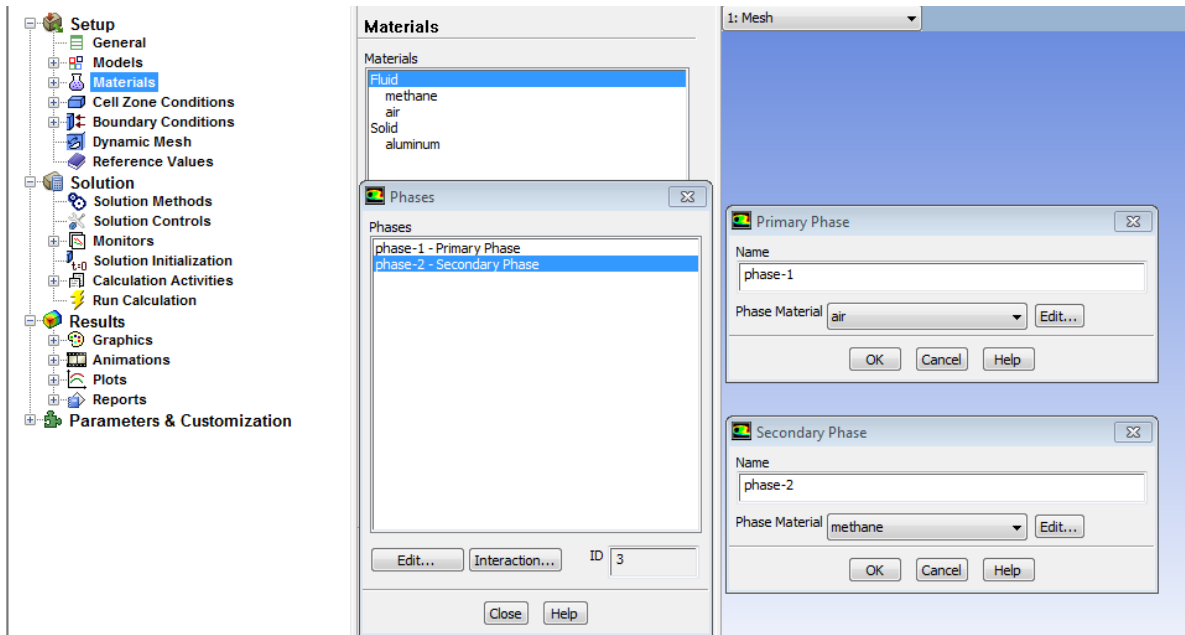 Setup
General
Models
Materials
Cell Zone Conditions
Boundary Conditions
Dynamic Mesh
Reference Values
Solution
Solution Methods
Solution Controls
Monitors
Solution Initialization
Calculation Activities
Run Calculation
Results
Graphics
Animations
Plots
Reports
Parameters & Customization
Materials
Materials
Fluid
methane
air
Solid
aluminum
Phases
Phases
phase-1 - Primary Phase
phase-2 - Secondary Phase
Edit... Interaction... ID 3
Close Help
1: Mesh
Primary Phase
Name
phase-1
Phase Material air Edit...
OK Cancel Help
Secondary Phase
Name
phase-2
Phase Material methane Edit...
OK Cancel Help